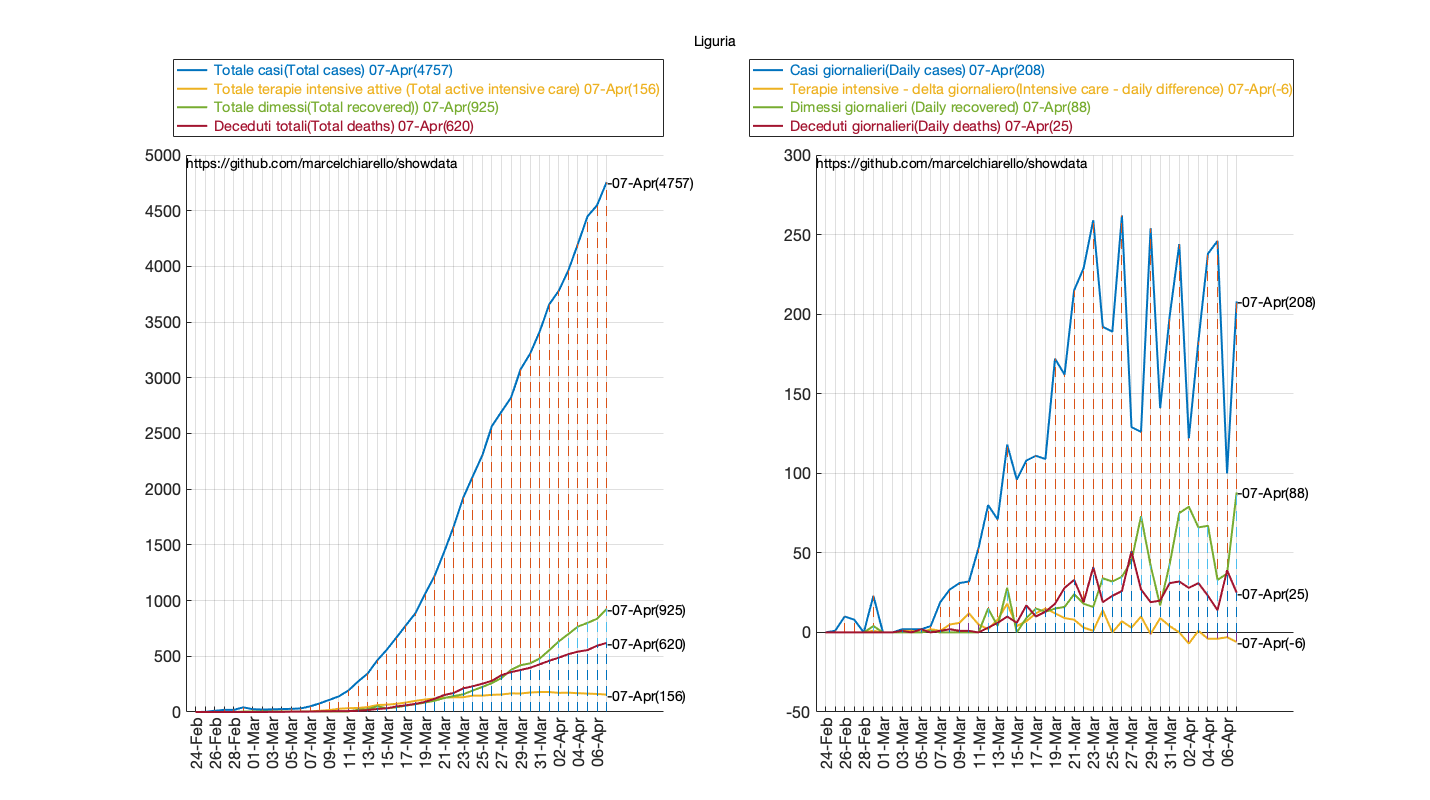 Liguria
Totale casi(Total cases) 07-Apr(4757)
Totale terapie intensive attive (Total active intensive care) 07-Apr(156)
Totale dimessi(Total recovered)) 07-Apr(925)
Deceduti totali(Total deaths) 07-Apr(620)
https://github.com/marcelchiarello/showdata
5000
4500
4000
3500
3000
2500
2000
1500
1000
500
0
-07-Apr(4757)
-07-Apr(925)
-07-Apr(620)
-07-Apr(156)
24-Feb
26-Feb
28-Feb
01-Mar
03-Mar
05-Mar
07-Mar
09-Mar
11-Mar
13-Mar
15-Mar
17-Mar
19-Mar
21-Mar
23-Mar
25-Mar
27-Mar
29-Mar
31-Mar
02-Apr
04-Apr
06-Apr
Casi giornalieri(Daily cases) 07-Apr(208)
Terapie intensive - delta giornaliero(Intensive care - daily difference) 07-Apr(-6)
Dimessi giornalieri (Daily recovered) 07-Apr(88)
Deceduti giornalieri(Daily deaths) 07-Apr(25)
https://github.com/marcelchiarello/showdata
300
250
200
150
100
50
0
-50
-07-Apr(208)
-07-Apr(88)
-07-Apr(25)
-07-Apr(-6)
24-Feb
26-Feb
28-Feb
01-Mar
03-Mar
05-Mar
07-Mar
09-Mar
11-Mar
13-Mar
15-Mar
17-Mar
19-Mar
21-Mar
23-Mar
25-Mar
27-Mar
29-Mar
31-Mar
02-Apr
04-Apr
06-Apr